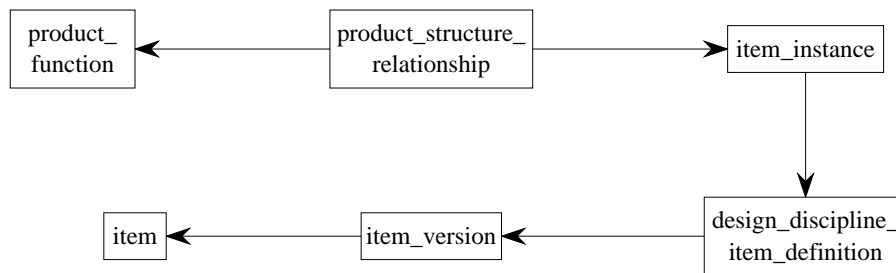 product_
function
product_structure_
relationship
item_instance
item
item_version
design_discipline_
item_definition